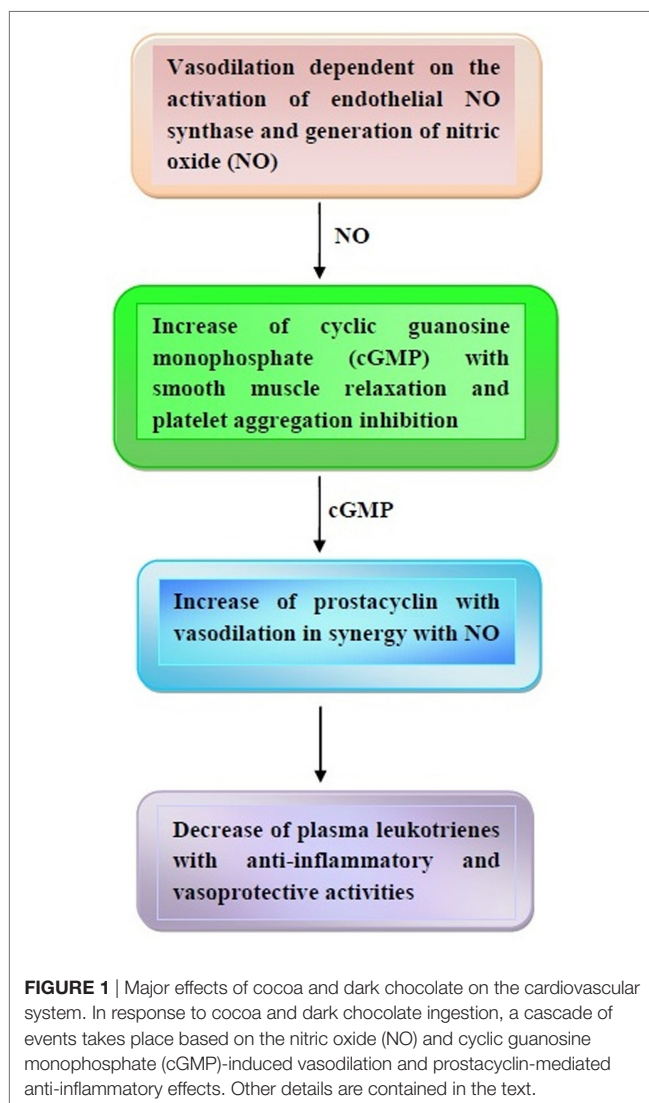 Vasodilation dependent on the
activation of endothelial NO
synthase and generation of nitric
oxide (NO)
NO
Increase of cyclic guanosine
monophosphate (cGMP) with
smooth muscle relaxation and
platelet aggregation inhibition
cGMP
Increase of prostacyclin with
vasodilation in synergy with NO
Decrease of plasma leukotrienes
with anti-inflammatory and
vasoprotective activities
FIGURE 1 | Major effects of cocoa and dark chocolate on the cardiovascular
system. In response to cocoa and dark chocolate ingestion, a cascade of
events takes place based on the nitric oxide (NO) and cyclic guanosine
monophosphate (cGMP)-induced vasodilation and prostacyclin-mediated
anti-inflammatory effects. Other details are contained in the text.